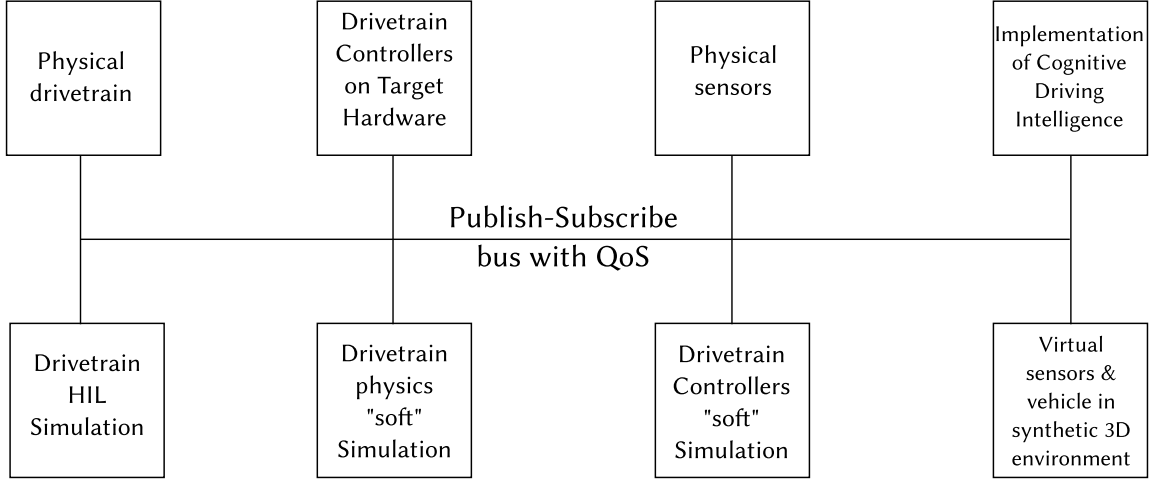 Physical
drivetrain
Drivetrain
Controllers
on Target
Hardware
Physical
sensors
Implementation
of Cognitive
Driving
Intelligence
Publish-Subscribe
bus with QoS
Drivetrain
HIL
Simulation
Drivetrain
physics
"soft"
Simulation
Drivetrain
Controllers
"soft"
Simulation
Virtual
sensors &
vehicle in
synthetic 3D
environment